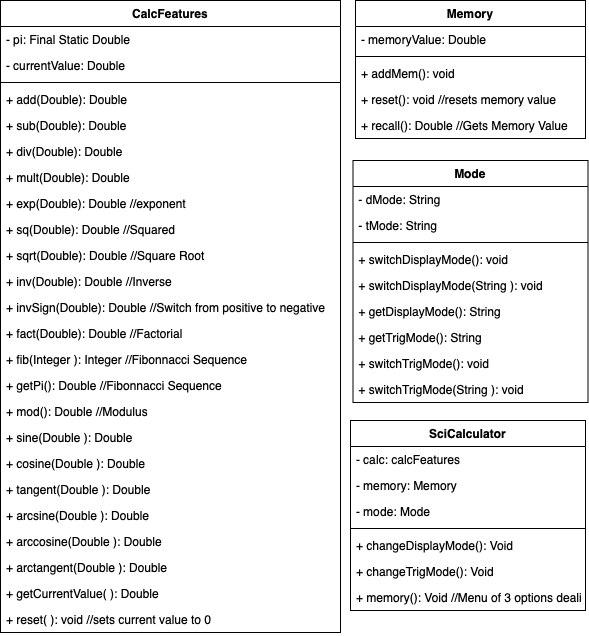 CalcFeatures
- pi: Final Static Double
- currentValue: Double
+ add(Double): Double
+ sub(Double): Double
+ div(Double): Double
+ mult(Double): Double
+ exp(Double): Double //exponent
+ sq(Double): Double //Squared
+ sqrt(Double): Double //Square Root
+ inv(Double): Double //Inverse
+ invSign(Double): Double //Switch from positive to negative
+ fact(Double): Double //Factorial
+ fib(Integer ): Integer //Fibonnacci Sequence
+ getPi(): Double //Fibonnacci Sequence
+ mod(): Double //Modulus
+ sine(Double ): Double
+ cosine(Double ): Double
+ tangent(Double ): Double
+ arcsine(Double ): Double
+ arccosine(Double ): Double
+ arctangent(Double ): Double
+ getCurrentValue( ): Double
+ reset( ): void //sets current value to 0
Memory
- memoryValue: Double
+ addMem(): void
+ reset(): void //resets memory value
+ recall(): Double //Gets Memory Value
Mode
- dMode: String
- tMode: String
+ switchDisplayMode(): void
+ switchDisplayMode(String ): void
+ getDisplayMode(): String
+ getTrigMode(): String
+ switchTrigMode(): void
+ switchTrigMode(String ): void
SciCalculator
- calc: calcFeatures
- memory: Memory
- mode: Mode
+ changeDisplayMode(): Void
+ changeTrigMode(): Void
+ memory(): Void //Menu of 3 options deali